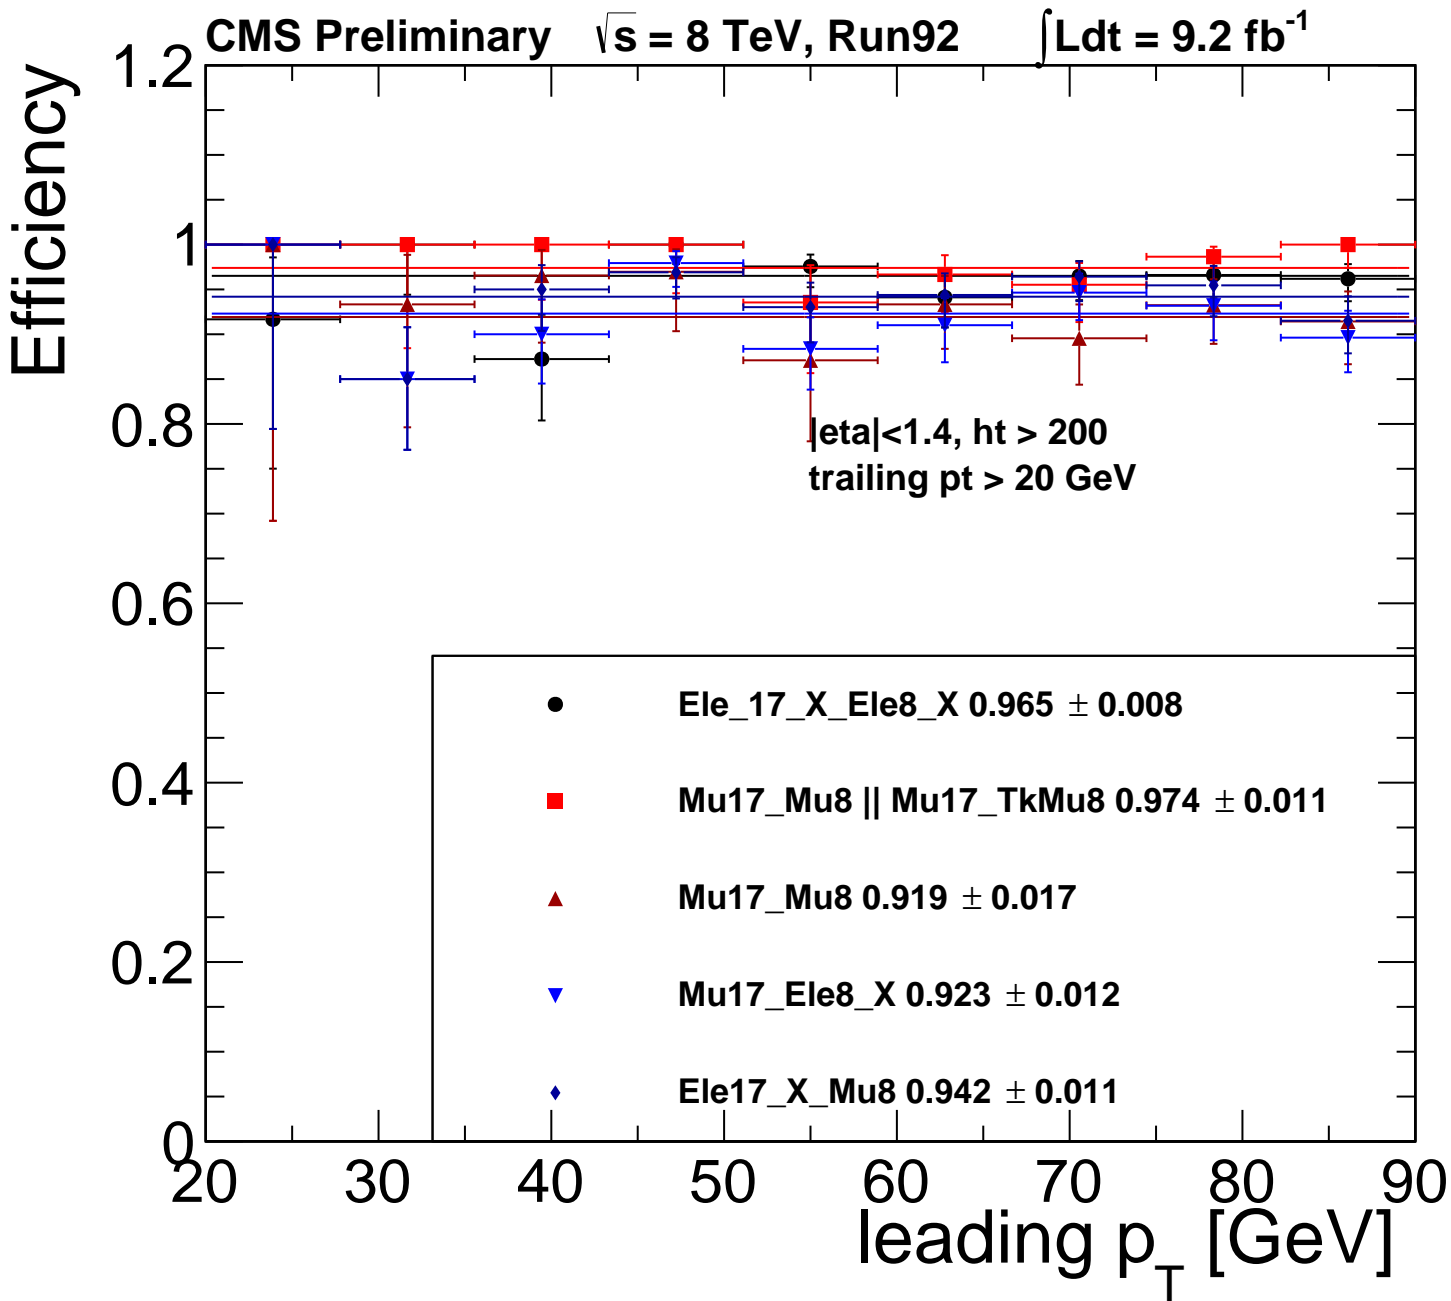 CMS Preliminary √s = 8 TeV, Run92 ∫Ldt = 9.2 fb⁻¹
Efficiency
1.2
1
0.8
0.6
0.4
0.2
0
|eta|<1.4, ht > 200
trailing pt > 20 GeV
Ele_17_X_Ele8_X 0.965 ± 0.008
Mu17_Mu8 || Mu17_TkMu8 0.974 ± 0.011
Mu17_Mu8 0.919 ± 0.017
Mu17_Ele8_X 0.923 ± 0.012
Ele17_X_Mu8 0.942 ± 0.011
20 30 40 50 60 70 80 90
leading p_T [GeV]